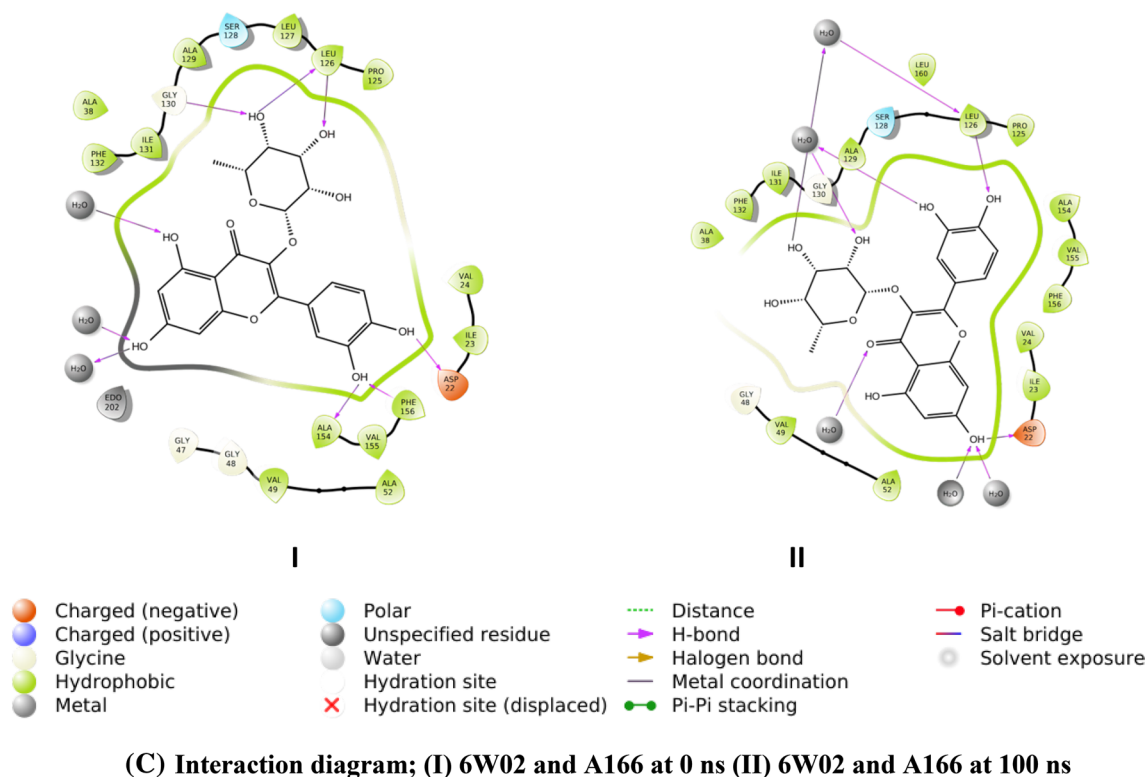 SER
128
LEU
127
ALA
129
LEU
126
PRO
125
ALA
38
GLY
130
HO
OH
ILE
131
PHE
132
O
OH
H₂O
OH
O
OH
O
VAL
24
H₂O
HO
O
OH
ILE
23
H₂O
OH
ASP
22
EDO
202
PHE
156
ALA
154
VAL
155
GLY
47
GLY
48
VAL
49
ALA
52
I
H₂O
LEU
160
SER
128
LEU
126
PRO
125
H₂O
ALA
129
ILE
131
GLY
130
PHE
132
HO
OH
ALA
154
ALA
38
HO
OH
VAL
155
HO
O
O
PHE
156
O
O
VAL
24
GLY
48
HO
ILE
23
VAL
49
H₂O
OH
ASP
22
ALA
52
H₂O
H₂O
II
Charged (negative)
Charged (positive)
Glycine
Hydrophobic
Metal
Polar
Unspecified residue
Water
Hydration site
Hydration site (displaced)
Distance
H-bond
Halogen bond
Metal coordination
Pi-Pi stacking
Pi-cation
Salt bridge
Solvent exposure
(C) Interaction diagram; (I) 6W02 and A166 at 0 ns (II) 6W02 and A166 at 100 ns